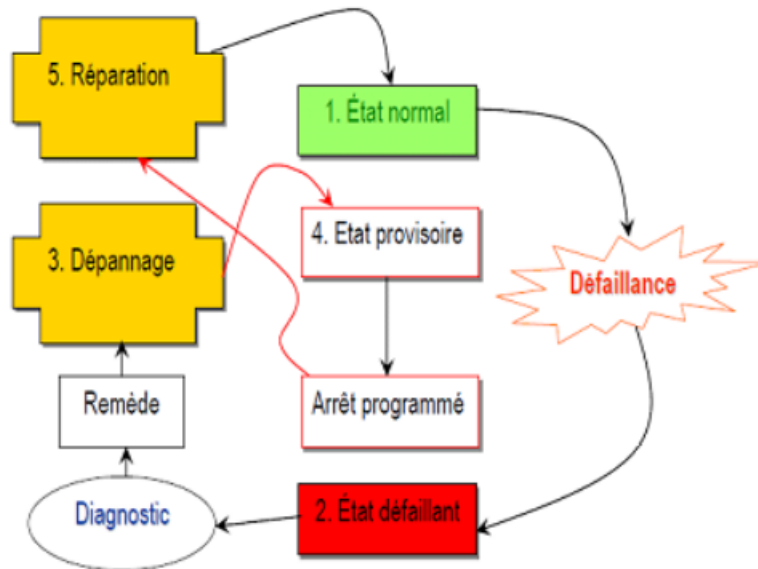 5. Réparation
1. État normal
3. Dépannage
4. Etat provisoire
Défaillance
Remède
Arrêt programmé
Diagnostic
2. État défaillant